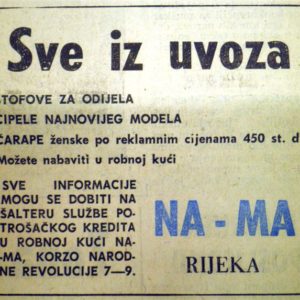 Sve iz uvoza
STOFOVE ZA ODIJELA
CIPELE NAJNOVIJEG MODELA
ČARAPE ženske po reklamnim cijenama 450 st. d
Možete nabaviti u robnoj kući
SVE INFORMACIJE
MOGU SE DOBITI NA
ŠALTERU SLUŽBE PO-
TROŠAČKOG KREDITA
U ROBNOJ KUĆI NA-
MA, KORZO NAROD-
NE REVOLUCIJE 7—9.
NA - MA
RIJEKA